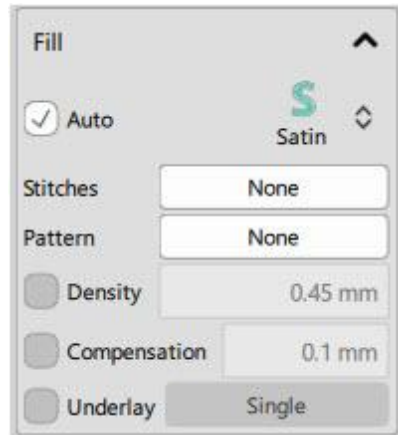 Fill
Auto
S
Satin
Stitches None
Pattern None
Density 0.45 mm
Compensation 0.1 mm
Underlay Single